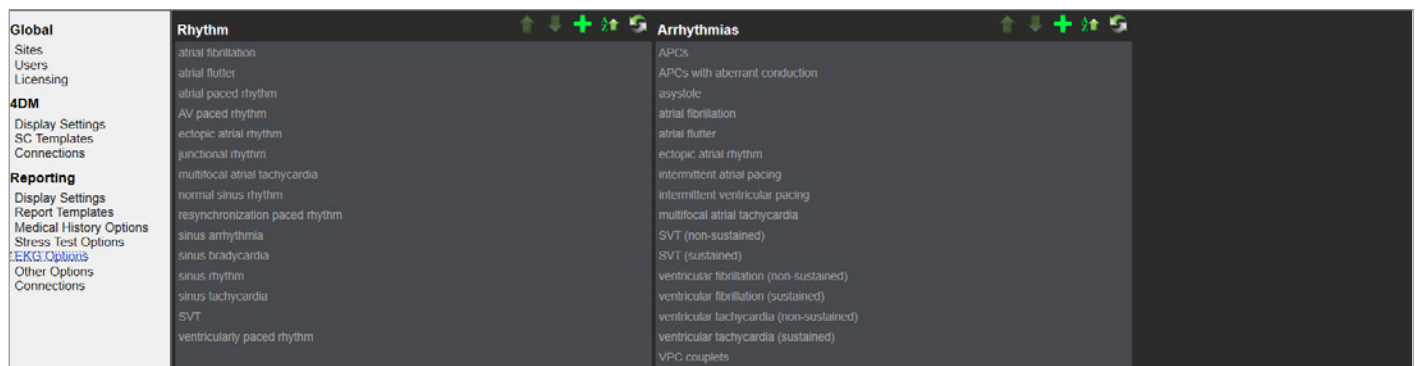 Global
Sites
Users
Licensing
4DM
Display Settings
SC Templates
Connections
Reporting
Display Settings
Report Templates
Medical History Options
Stress Test Options
EKG Options
Other Options
Connections
Rhythm
atrial fibrillation
atrial flutter
atrial paced rhythm
AV paced rhythm
ectopic atrial rhythm
junctional rhythm
multifocal atrial tachycardia
normal sinus rhythm
resynchronization paced rhythm
sinus arrhythmia
sinus bradycardia
sinus rhythm
sinus tachycardia
SVT
ventricularly paced rhythm
Arrhythmias
APCs
APCs with aberrant conduction
asystole
atrial fibrillation
atrial flutter
ectopic atrial rhythm
intermittent atrial pacing
intermittent ventricular pacing
multifocal atrial tachycardia
SVT (non-sustained)
SVT (sustained)
ventricular fibrillation (non-sustained)
ventricular fibrillation (sustained)
ventricular tachycardia (non-sustained)
ventricular tachycardia (sustained)
VPC couplets